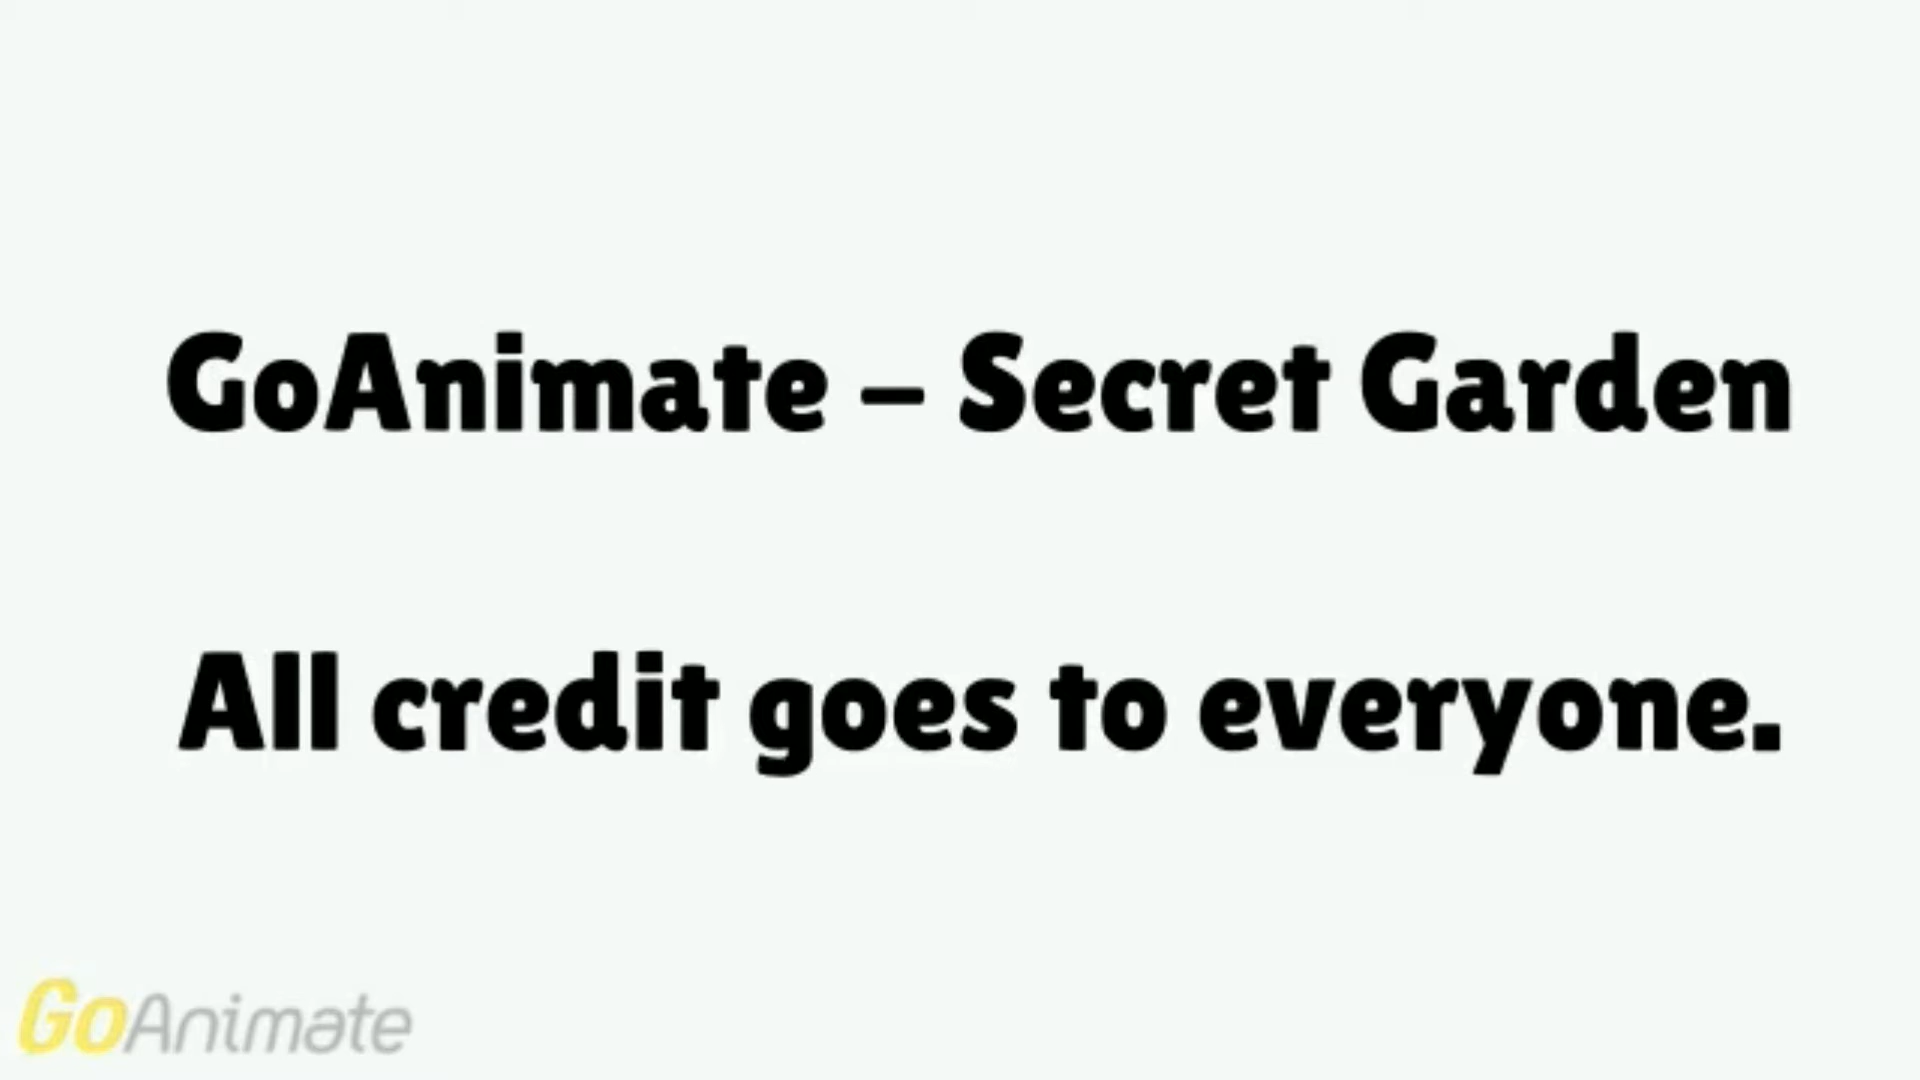 GoAnimate – Secret Garden
All credit goes to everyone.
GoAnimate